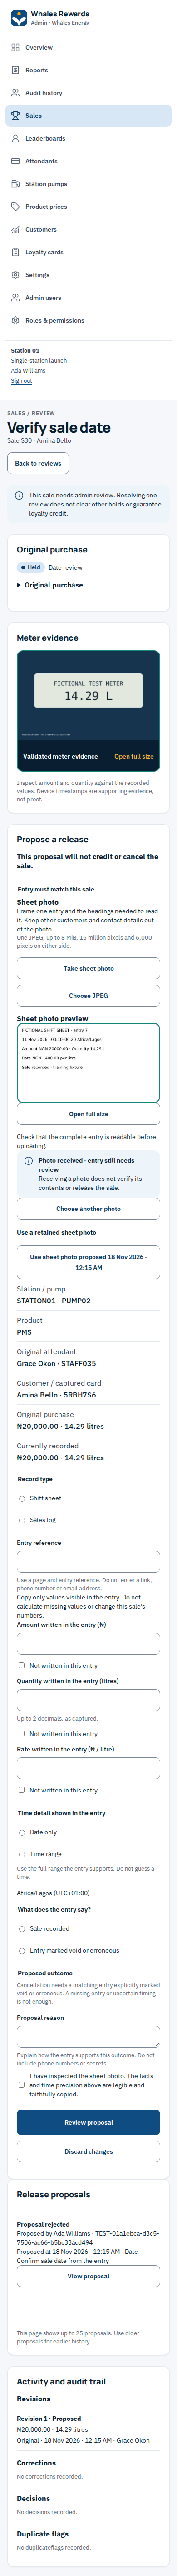 Whales Rewards
Admin · Whales Energy
Overview
Reports
Audit history
Sales
Leaderboards
Attendants
Station pumps
Product prices
Customers
Loyalty cards
Settings
Admin users
Roles & permissions
Station 01
Single-station launch
Ada Williams
Sign out
SALES / REVIEW
Verify sale date
Sale 530 · Amina Bello
Back to reviews
This sale needs admin review. Resolving one
review does not clear other holds or guarantee
loyalty credit.
Original purchase
Held Date review
Original purchase
Meter evidence
FICTIONAL TEST METER
14.29 L
Validated meter evidence Open full size
Inspect amount and quantity against the recorded
values. Device timestamps are supporting evidence,
not proof.
Propose a release
This proposal will not credit or cancel the
sale.
Entry must match this sale
Sheet photo
Frame one entry and the headings needed to read
it. Keep other customers and contact details out
of the photo.
One JPEG, up to 8 MiB, 16 million pixels and 6,000
pixels on either side.
Take sheet photo
Choose JPEG
Sheet photo preview
FICTIONAL SHIFT SHEET · entry 7
11 Nov 2026 · 00:10-00:20 Africa/Lagos
Amount NGN 20000.00 · Quantity 14.29 L
Rate NGN 1400.00 per litre
Sale recorded · training fixture
Open full size
Check that the complete entry is readable before
uploading.
Photo received · entry still needs
review
Receiving a photo does not verify its
contents or release the sale.
Choose another photo
Use a retained sheet photo
Use sheet photo proposed 18 Nov 2026 ·
12:15 AM
Station / pump
STATION01 · PUMP02
Product
PMS
Original attendant
Grace Okon · STAFF035
Customer / captured card
Amina Bello · 5RBH7S6
Original purchase
₦20,000.00 · 14.29 litres
Currently recorded
₦20,000.00 · 14.29 litres
Record type
Shift sheet
Sales log
Entry reference
Use a page and entry reference. Do not enter a link,
phone number or email address.
Copy only values visible in the entry. Do not
calculate missing values or change this sale's
numbers.
Amount written in the entry (₦)
Not written in this entry
Quantity written in the entry (litres)
Up to 2 decimals, as captured.
Not written in this entry
Rate written in the entry (₦ / litre)
Not written in this entry
Time detail shown in the entry
Date only
Time range
Use the full range the entry supports. Do not guess a
time.
Africa/Lagos (UTC+01:00)
What does the entry say?
Sale recorded
Entry marked void or erroneous
Proposed outcome
Cancellation needs a matching entry explicitly marked
void or erroneous. A missing entry or uncertain timing
is not enough.
Proposal reason
Explain how the entry supports this outcome. Do not
include phone numbers or secrets.
I have inspected the sheet photo. The facts
and time precision above are legible and
faithfully copied.
Review proposal
Discard changes
Release proposals
Proposal rejected
Proposed by Ada Williams · TEST-01a1ebca-d3c5-
7506-ac66-b5bc33acd494
Proposed at 18 Nov 2026 · 12:15 AM · Date ·
Confirm sale date from the entry
View proposal
This page shows up to 25 proposals. Use older
proposals for earlier history.
Activity and audit trail
Revisions
Revision 1 · Proposed
₦20,000.00 · 14.29 litres
Original · 18 Nov 2026 · 12:15 AM · Grace Okon
Corrections
No corrections recorded.
Decisions
No decisions recorded.
Duplicate flags
No duplicateflags recorded.